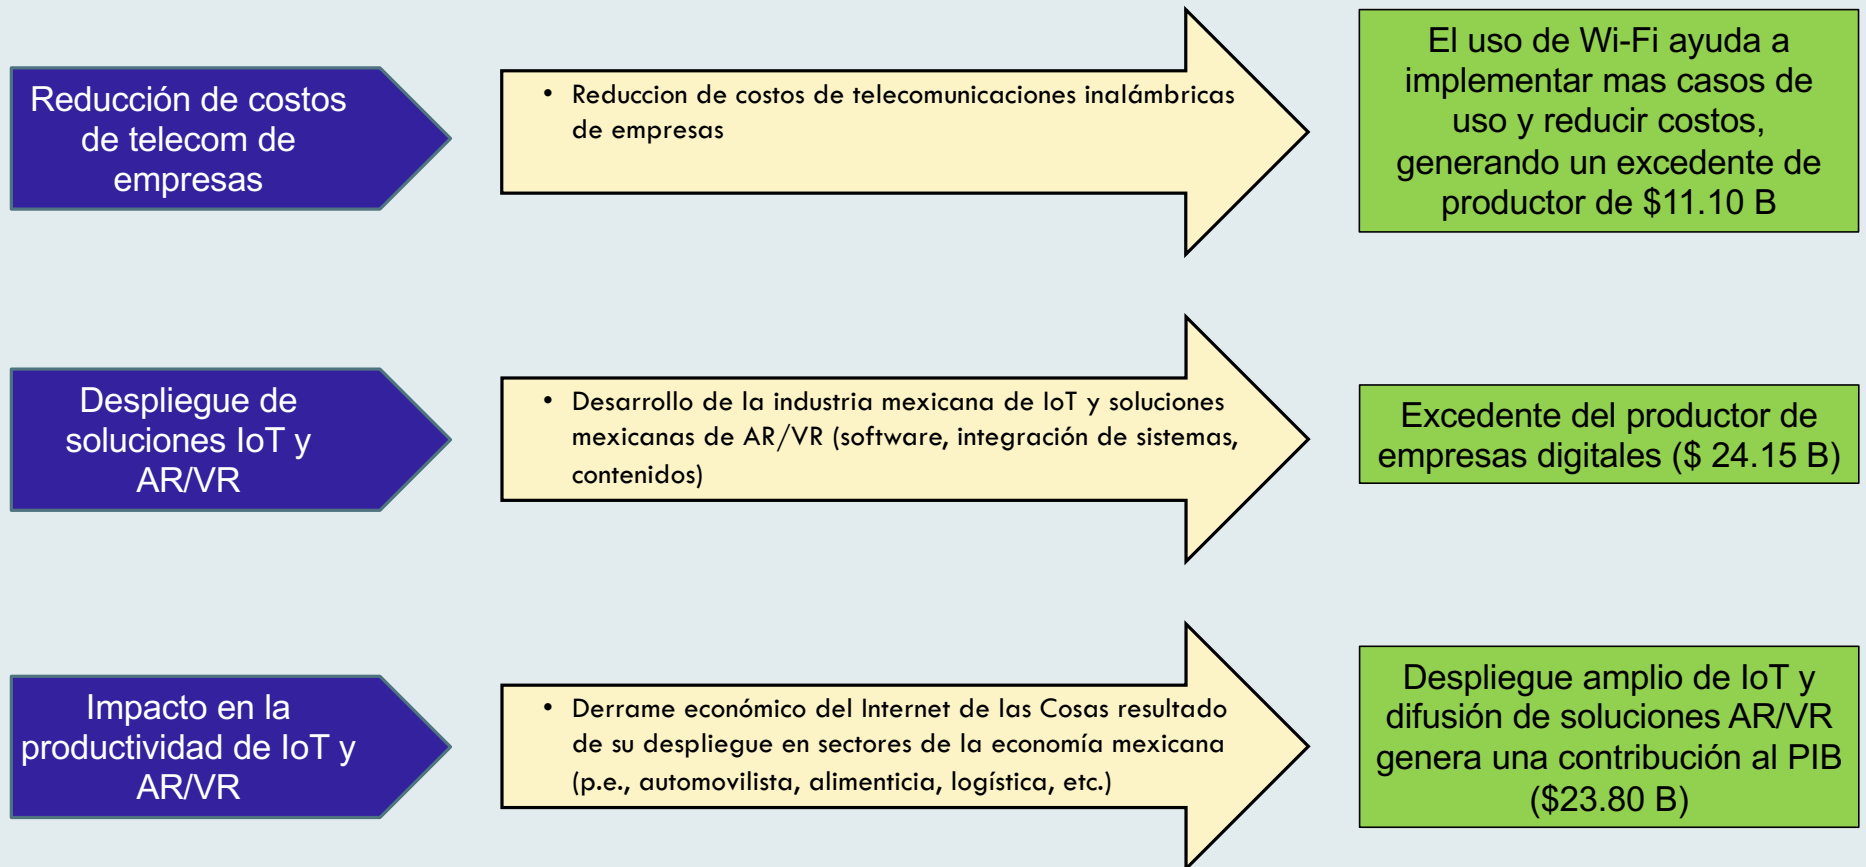 Reducción de costos
de telecom de
empresas
• Reduccion de costos de telecomunicaciones inalámbricas
de empresas
El uso de Wi-Fi ayuda a
implementar mas casos de
uso y reducir costos,
generando un excedente de
productor de $11.10 B
Despliegue de
soluciones IoT y
AR/VR
• Desarrollo de la industria mexicana de IoT y soluciones
mexicanas de AR/VR (software, integración de sistemas,
contenidos)
Excedente del productor de
empresas digitales ($ 24.15 B)
Impacto en la
productividad de IoT y
AR/VR
• Derrame económico del Internet de las Cosas resultado
de su despliegue en sectores de la economía mexicana
(p.e., automovilista, alimenticia, logística, etc.)
Despliegue amplio de IoT y
difusión de soluciones AR/VR
genera una contribución al PIB
($23.80 B)